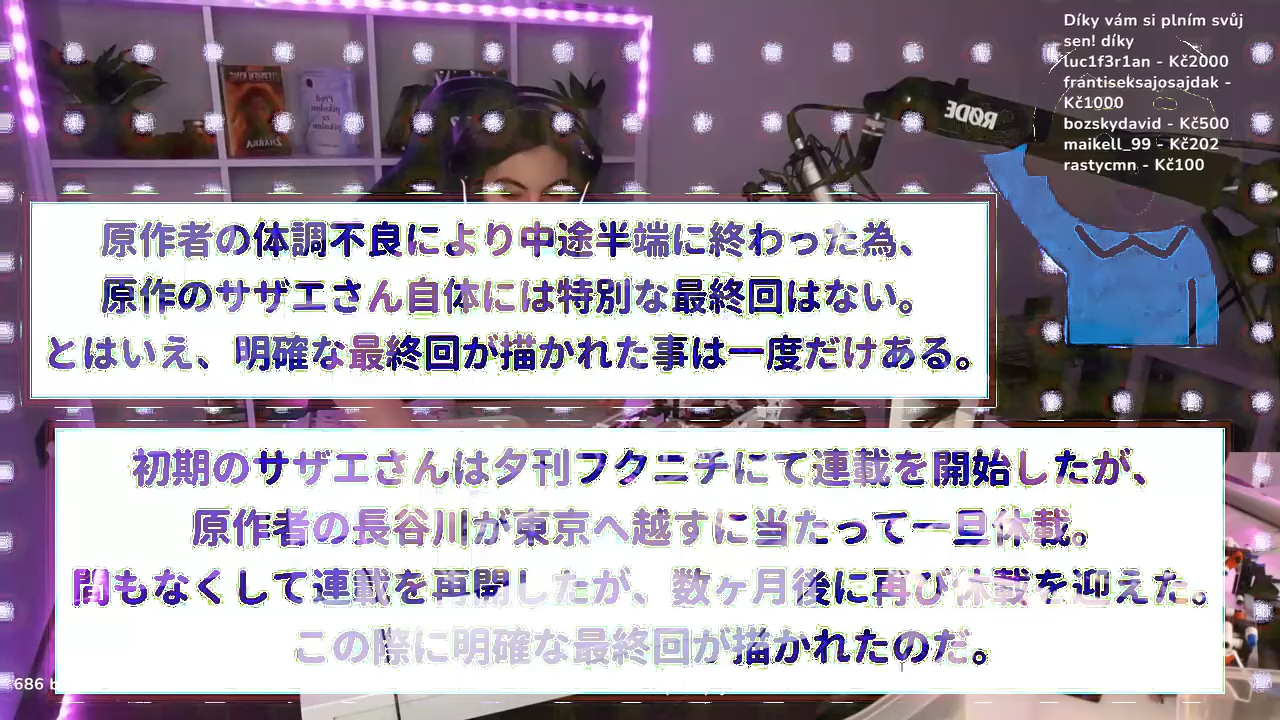 Díky vám si plním svůj
sen! díky
luc1f3r1an - Kč2000
frantiseksajosajdak -
Kč1000
bozskydavid - Kč500
maikell_99 - Kč202
rastycmn - Kč100
STEPHEN KING
ŽHÁŘKA
Před
pikolou
za
pikolou
RØDE
原作者の体調不良により中途半端に終わった為、
原作のサザエさん自体には特別な最終回はない。
とはいえ、明確な最終回が描かれた事は一度だけある。
初期のサザエさんは夕刊フクニチにて連載を開始したが、
原作者の長谷川が東京へ越すに当たって一旦休載。
間もなくして連載を再開したが、数ヶ月後に再び休載を迎えた。
この際に明確な最終回が描かれたのだ。
686